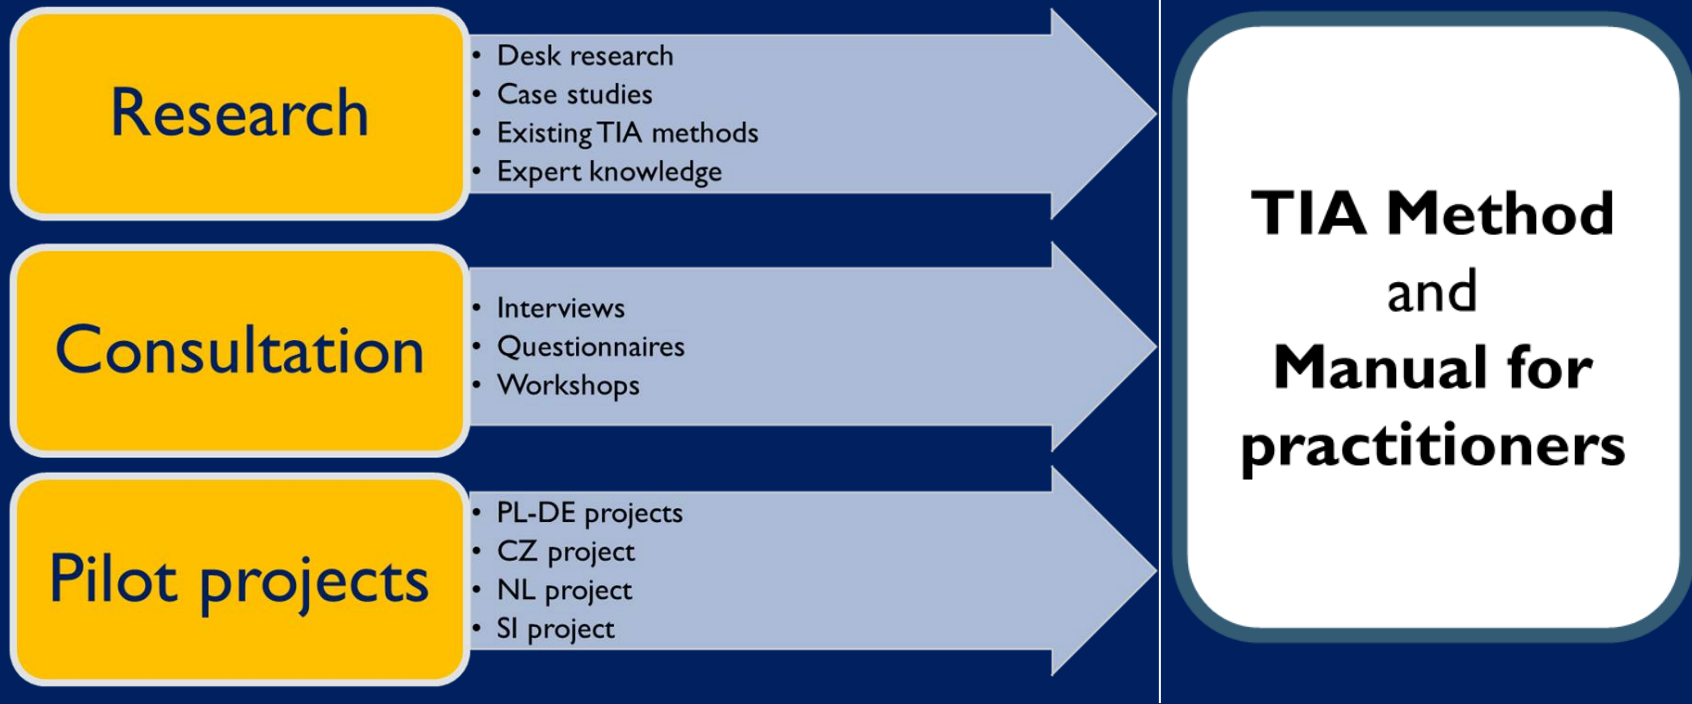 Research
• Desk research
• Case studies
• Existing TIA methods
• Expert knowledge
Consultation
• Interviews
• Questionnaires
• Workshops
Pilot projects
• PL-DE projects
• CZ project
• NL project
• SI project
TIA Method
and
Manual for
practitioners